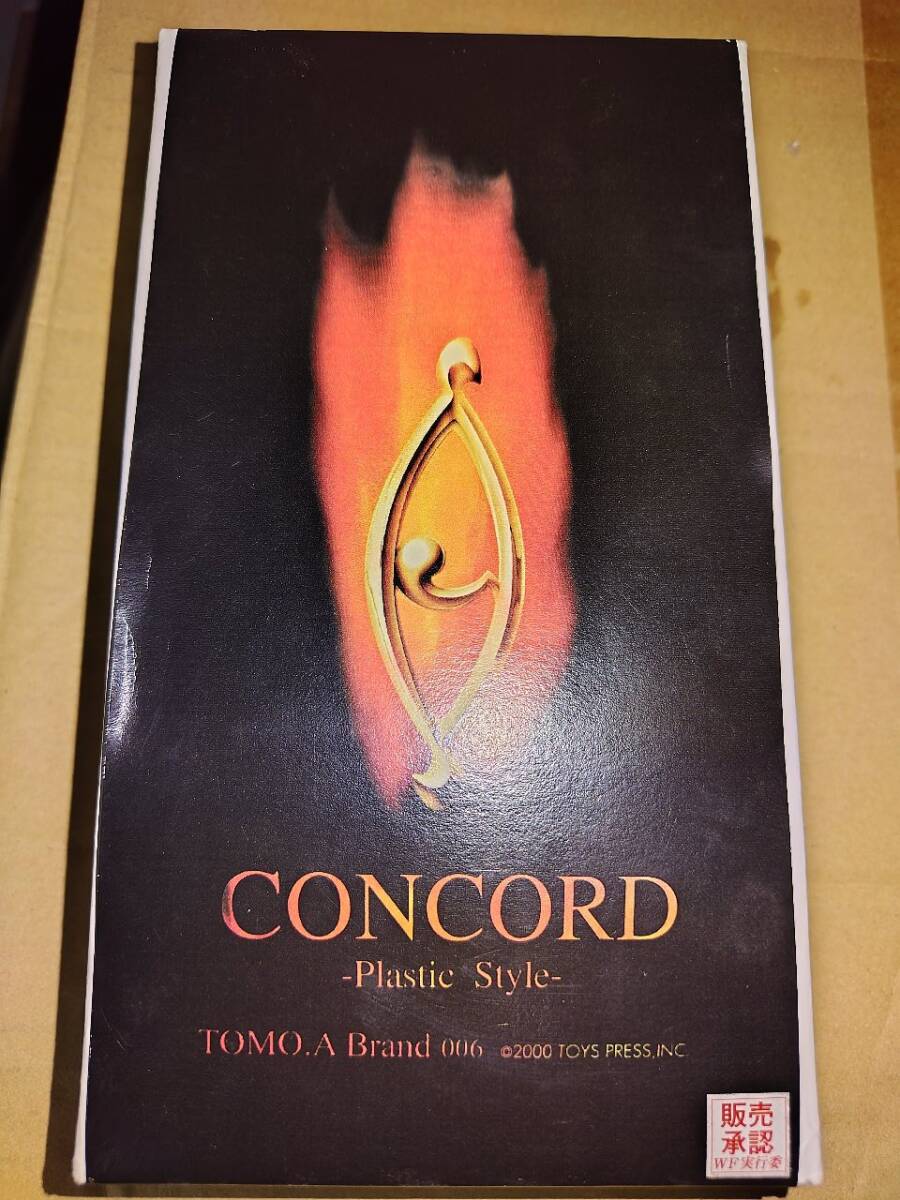 CONCORD
-Plastic Style-
TOMO.A Brand 006 ©2000 TOYS PRESS,INC
販売
承認
WF実行委